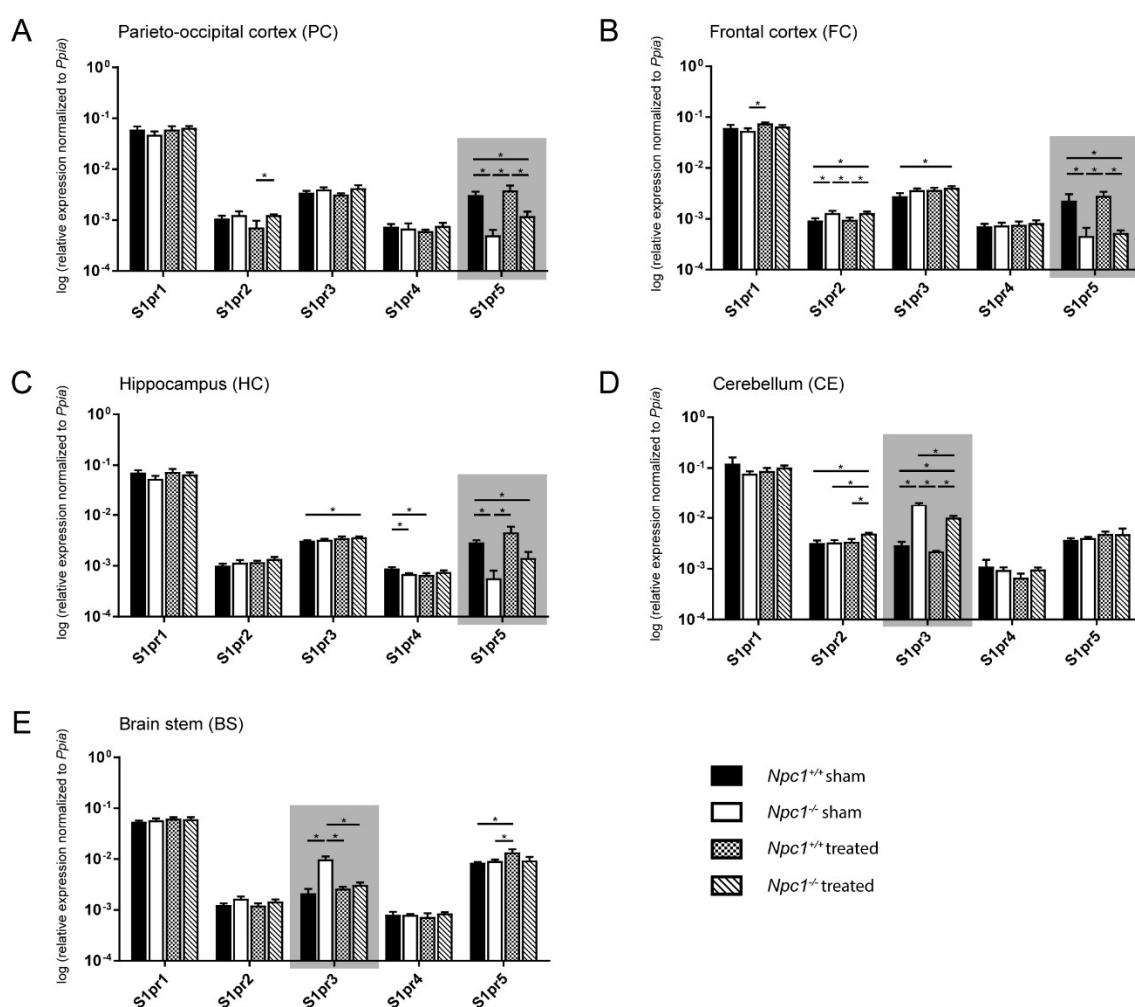 A
Parieto-occipital cortex (PC)
log (relative expression normalized to Ppia)
10⁰
10⁻¹
10⁻²
10⁻³
10⁻⁴
*
*
* * *
S1pr1 S1pr2 S1pr3 S1pr4 S1pr5
B
Frontal cortex (FC)
log (relative expression normalized to Ppia)
10⁰
10⁻¹
10⁻²
10⁻³
10⁻⁴
*
*
* * *
*
*
* * *
S1pr1 S1pr2 S1pr3 S1pr4 S1pr5
C
Hippocampus (HC)
log (relative expression normalized to Ppia)
10⁰
10⁻¹
10⁻²
10⁻³
10⁻⁴
*
*
*
*
* *
S1pr1 S1pr2 S1pr3 S1pr4 S1pr5
D
Cerebellum (CE)
log (relative expression normalized to Ppia)
10⁰
10⁻¹
10⁻²
10⁻³
10⁻⁴
*
*
*
*
*
* * *
S1pr1 S1pr2 S1pr3 S1pr4 S1pr5
E
Brain stem (BS)
log (relative expression normalized to Ppia)
10⁰
10⁻¹
10⁻²
10⁻³
10⁻⁴
*
* *
*
*
S1pr1 S1pr2 S1pr3 S1pr4 S1pr5
Npc1⁺/⁺ sham
Npc1⁻/⁻ sham
Npc1⁺/⁺ treated
Npc1⁻/⁻ treated